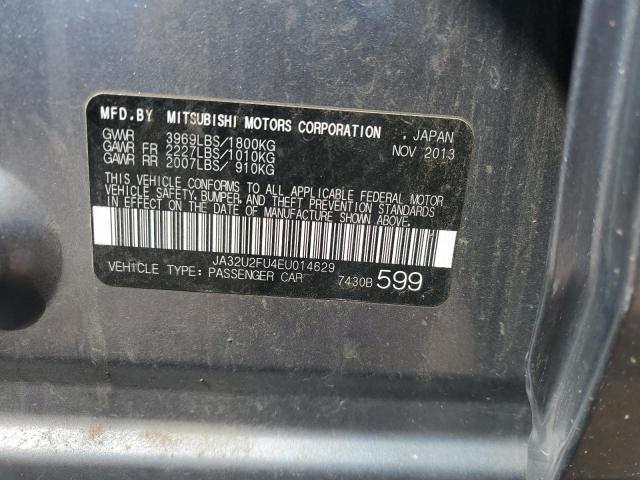 MFD.BY MITSUBISHI MOTORS CORPORATION , JAPAN
GVWR 3969LBS/1800KG NOV 2013
GAWR FR 2227LBS/1010KG
GAWR RR 2007LBS/ 910KG
THIS VEHICLE CONFORMS TO ALL APPLICABLE FEDERAL MOTOR
VEHICLE SAFETY, BUMPER, AND THEFT PREVENTION STANDARDS
IN EFFECT ON THE DATE OF MANUFACTURE SHOWN ABOVE.
JA32U2FU4EU014629
VEHICLE TYPE: PASSENGER CAR 7430B 599